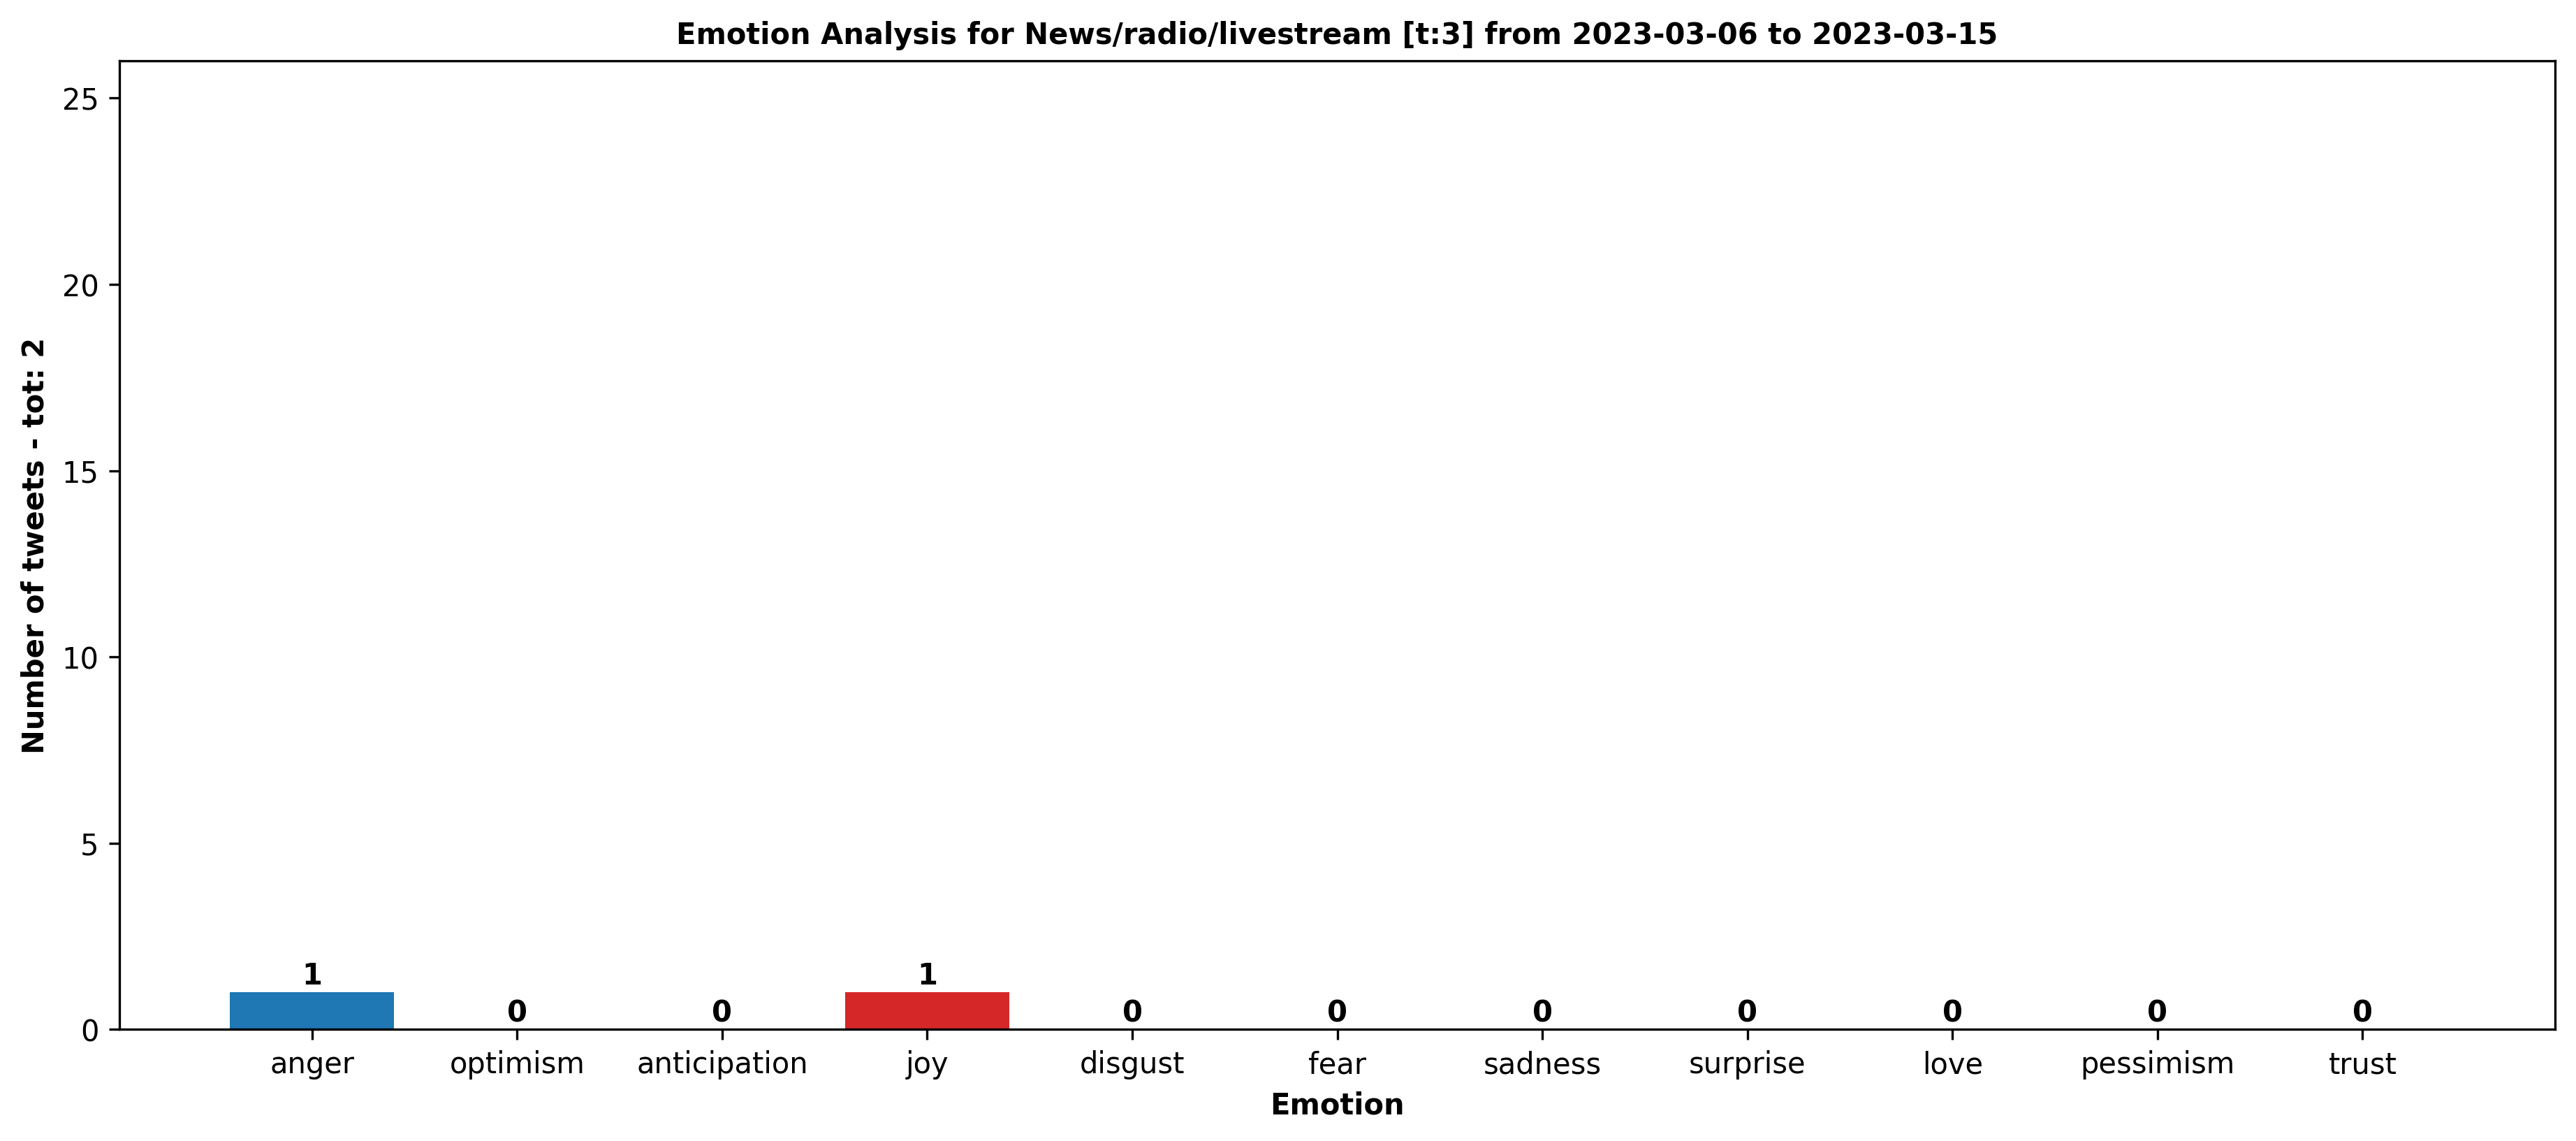 Emotion Analysis for News/radio/livestream [t:3] from 2023-03-06 to 2023-03-15
Number of tweets - tot: 2
25
20
15
10
5
0
1 0 0 1 0 0 0 0 0 0 0
anger optimism anticipation joy disgust fear sadness surprise love pessimism trust
Emotion